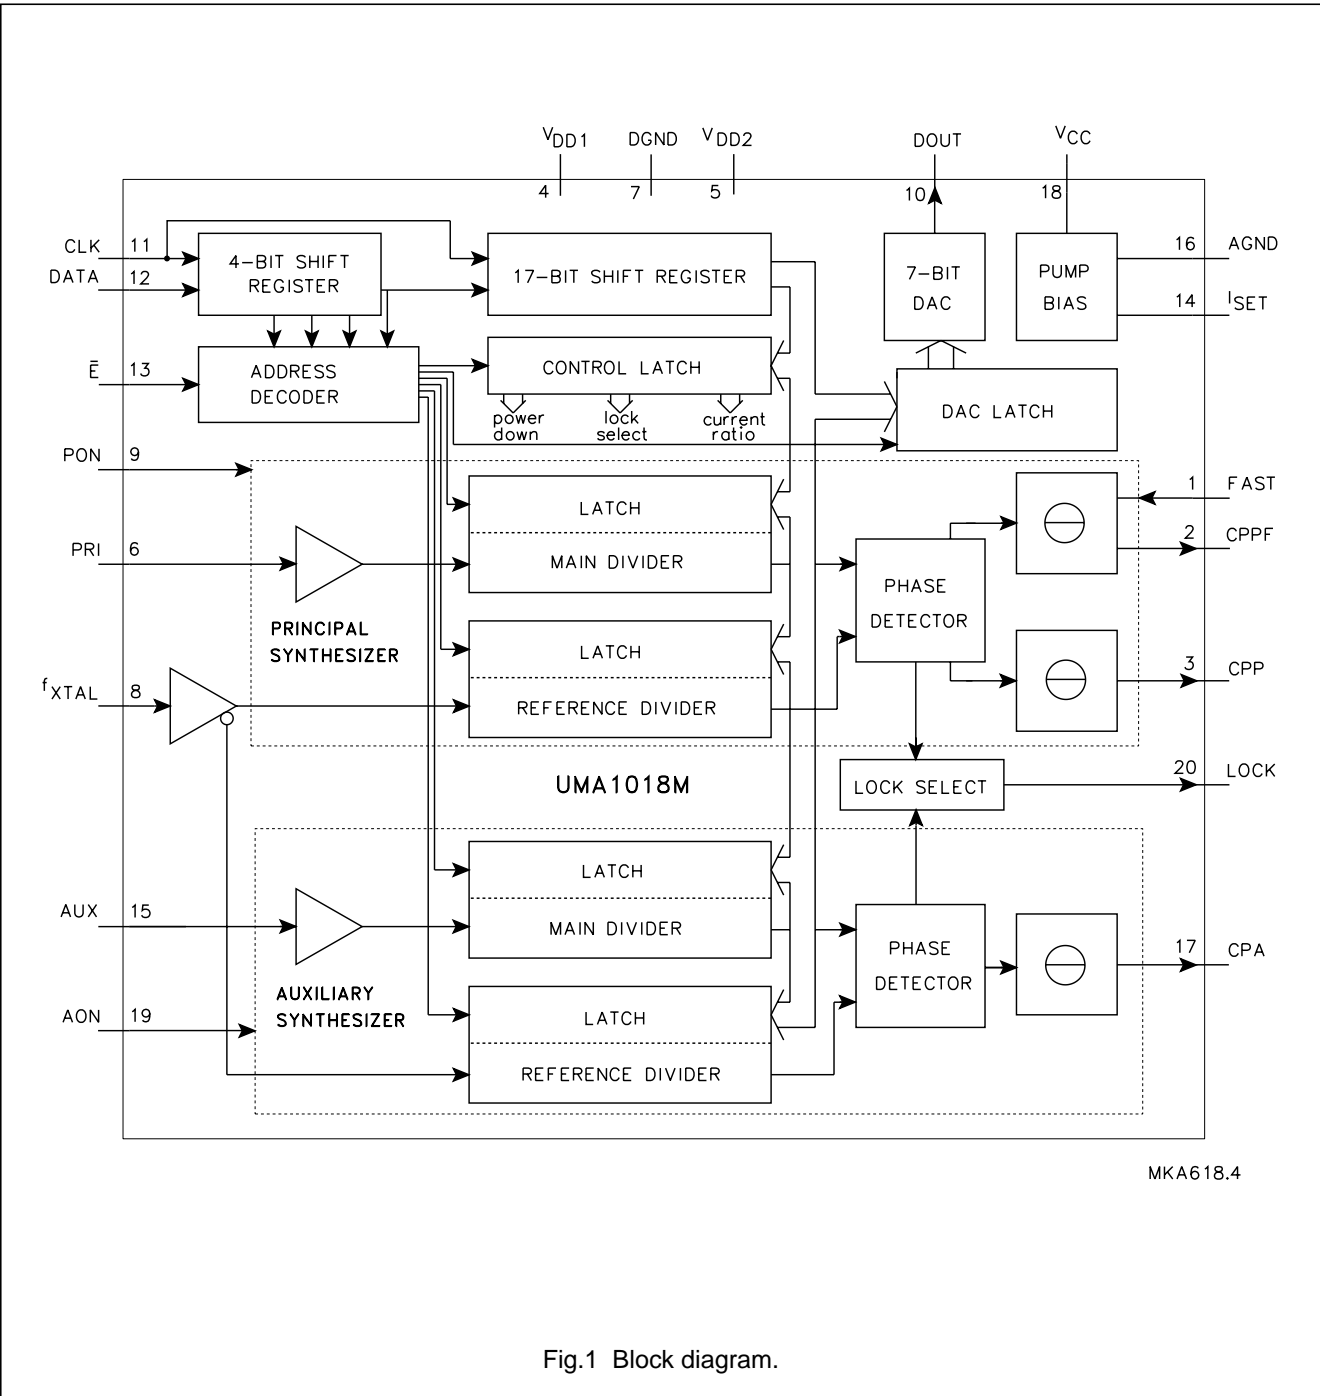 VDD1 DGND VDD2 DOUT VCC
4 7 5 10 18
CLK 11
DATA 12
4-BIT SHIFT
REGISTER
17-BIT SHIFT REGISTER
7-BIT
DAC
PUMP
BIAS
16 AGND
14 ISET
Ē 13
ADDRESS
DECODER
CONTROL LATCH
power
down
lock
select
current
ratio
DAC LATCH
PON 9
PRI 6
LATCH
MAIN DIVIDER
PRINCIPAL
SYNTHESIZER
LATCH
REFERENCE DIVIDER
PHASE
DETECTOR
1 FAST
2 CPPF
3 CPP
fXTAL 8
UMA1018M
LOCK SELECT
20 LOCK
AUX 15
LATCH
MAIN DIVIDER
AUXILIARY
SYNTHESIZER
AON 19
LATCH
REFERENCE DIVIDER
PHASE
DETECTOR
17 CPA
MKA618.4
Fig.1 Block diagram.